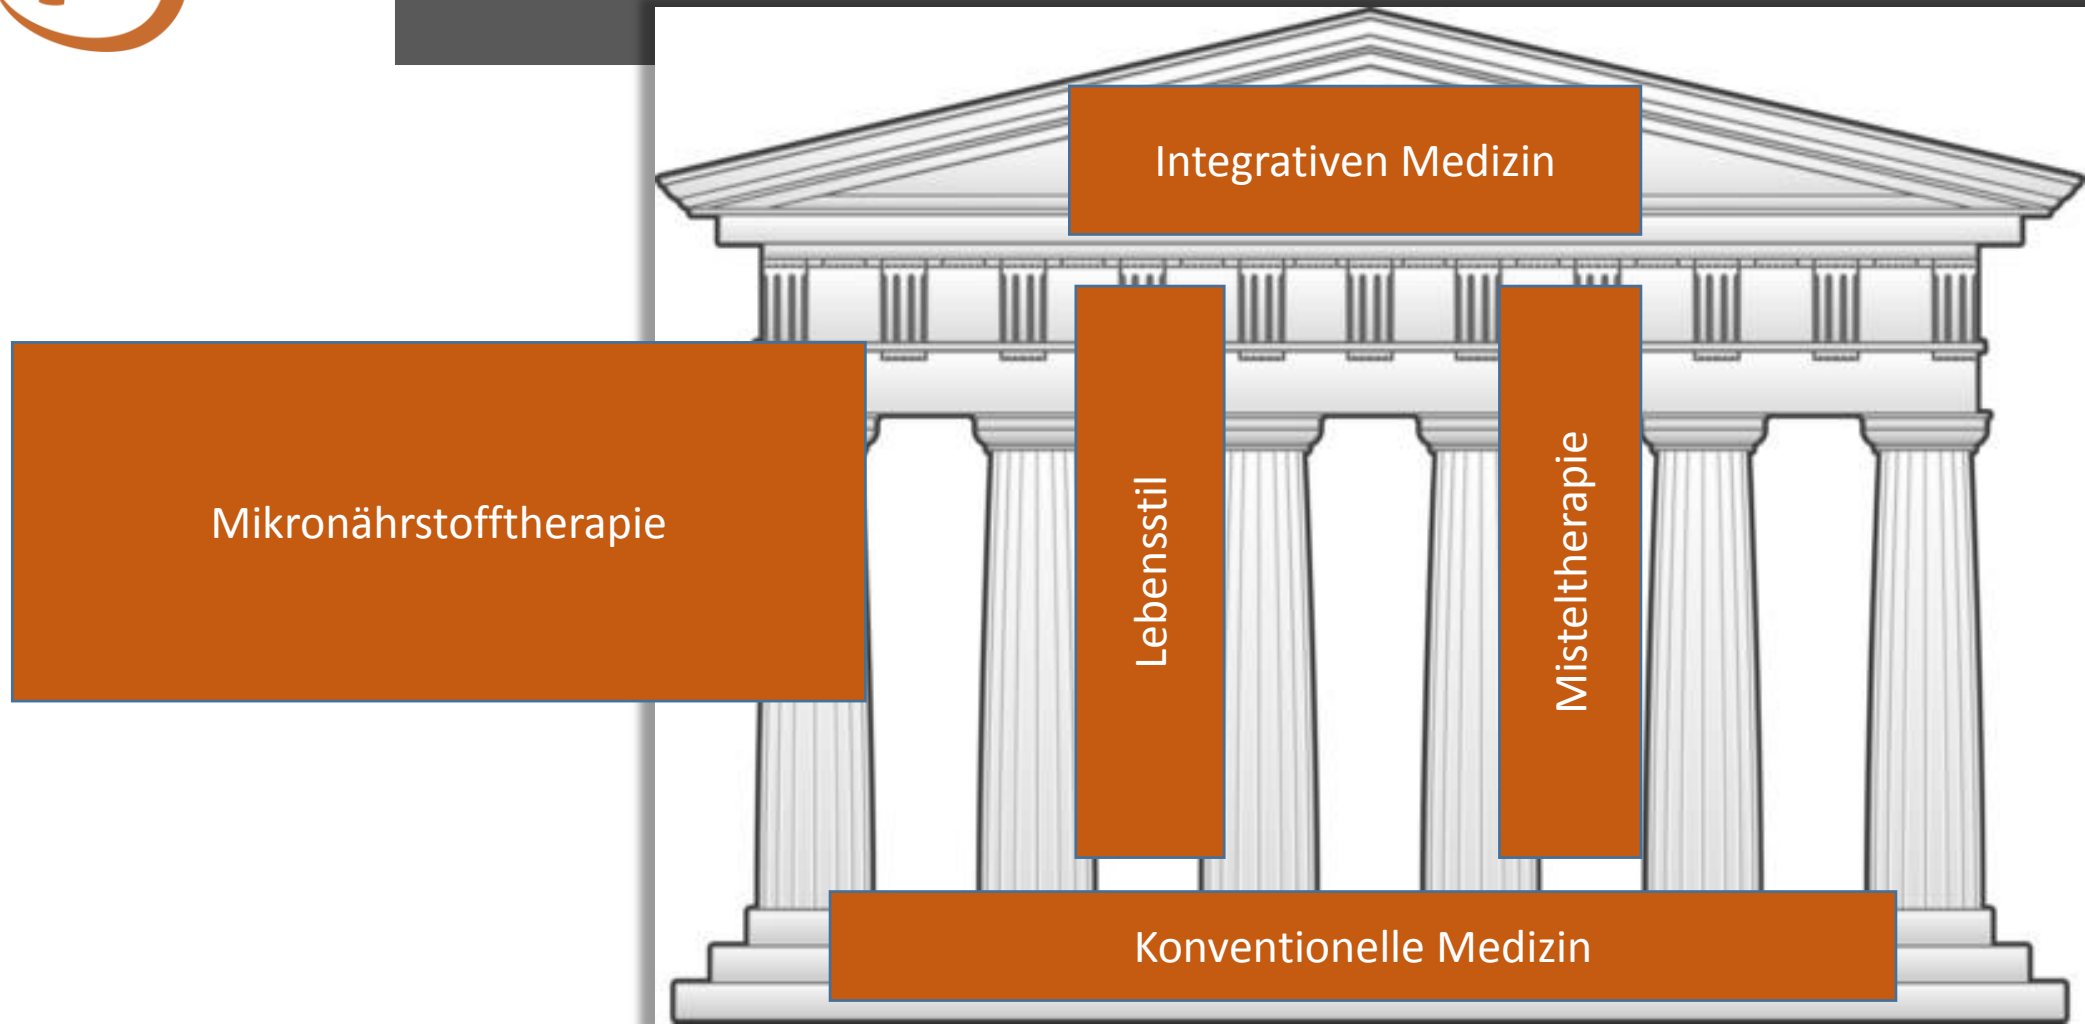 Integrativen Medizin
Mikronährstofftherapie
Lebensstil
Misteltherapie
Konventionelle Medizin